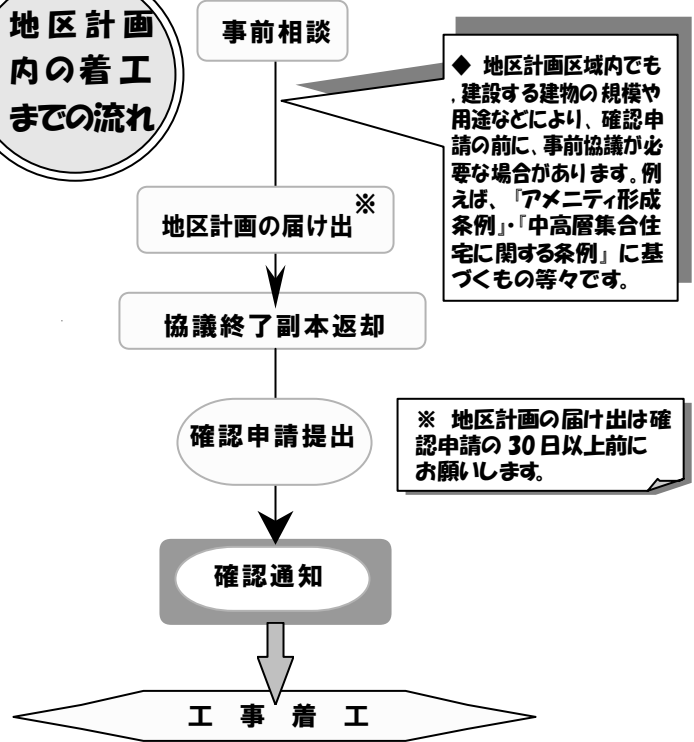 地区計画
内の着工
までの流れ
事前相談
◆ 地区計画区域内でも
、建設する建物の規模や
用途などにより、確認申
請の前に、事前協議が必
要な場合があります。例
えば、『アメニティ形成
条例』・『中高層集合住
宅に関する条例』に基
づくもの等々です。
地区計画の届け出※
協議終了副本返却
確認申請提出
※ 地区計画の届け出は確
認申請の30日以上前に
お願いします。
確認通知
工事着工